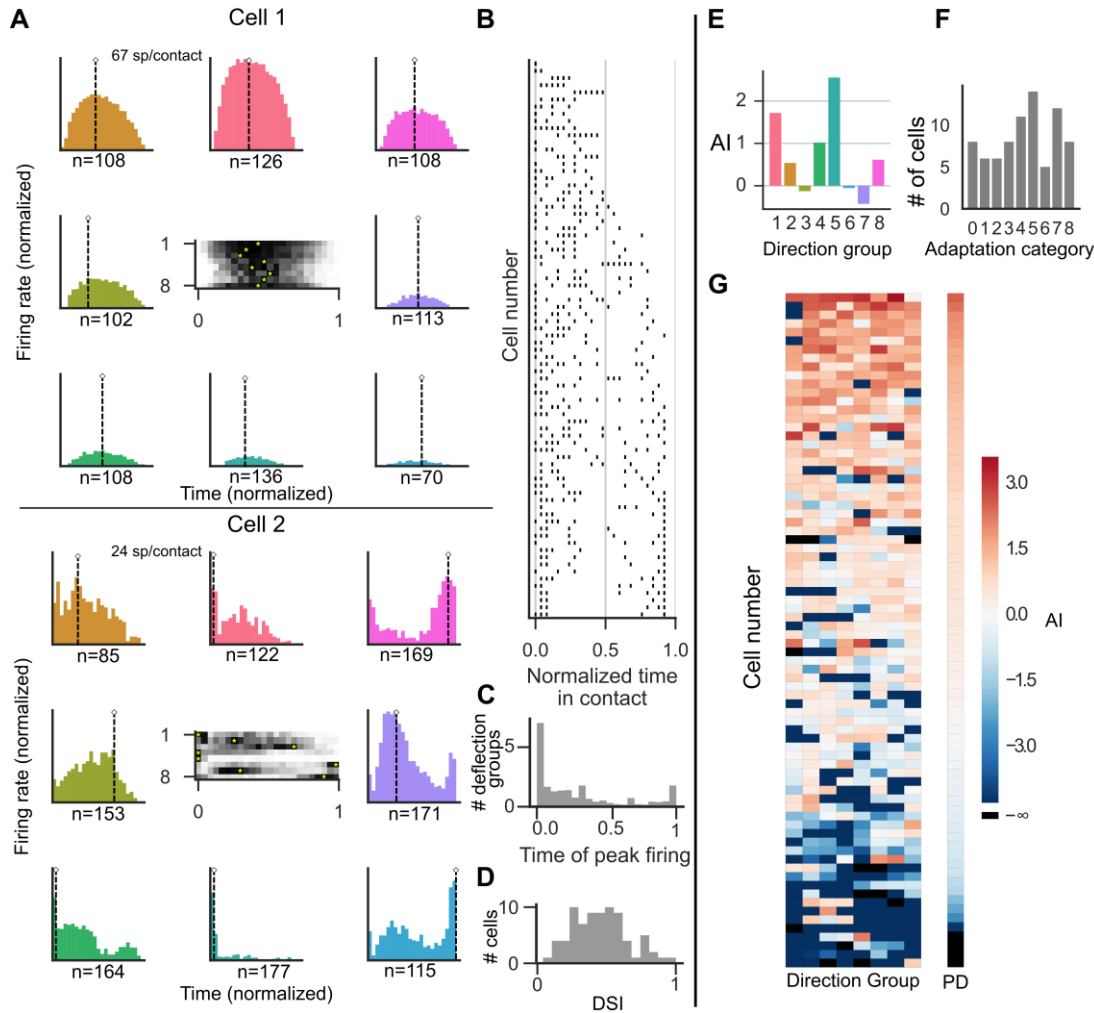 A
Cell 1
Firing rate (normalized)
67 sp/contact
n=108
n=126
n=108
n=102
1
8
0
1
n=113
n=108
n=136
n=70
Time (normalized)
Cell 2
Firing rate (normalized)
24 sp/contact
n=85
n=122
n=169
n=153
1
8
0
1
n=171
n=164
n=177
n=115
Time (normalized)
B
Cell number
0.0
0.5
1.0
Normalized time
in contact
C
# deflection
groups
5
0
0.0
0.5
1
Time of peak firing
D
# cells
10
0
0
1
DSI
E
AI
2
1
0
1 2 3 4 5 6 7 8
Direction group
F
# of cells
10
5
0
0 1 2 3 4 5 6 7 8
Adaptation category
G
Cell number
Direction Group
PD
3.0
1.5
0.0
−1.5
−3.0
−∞
AI